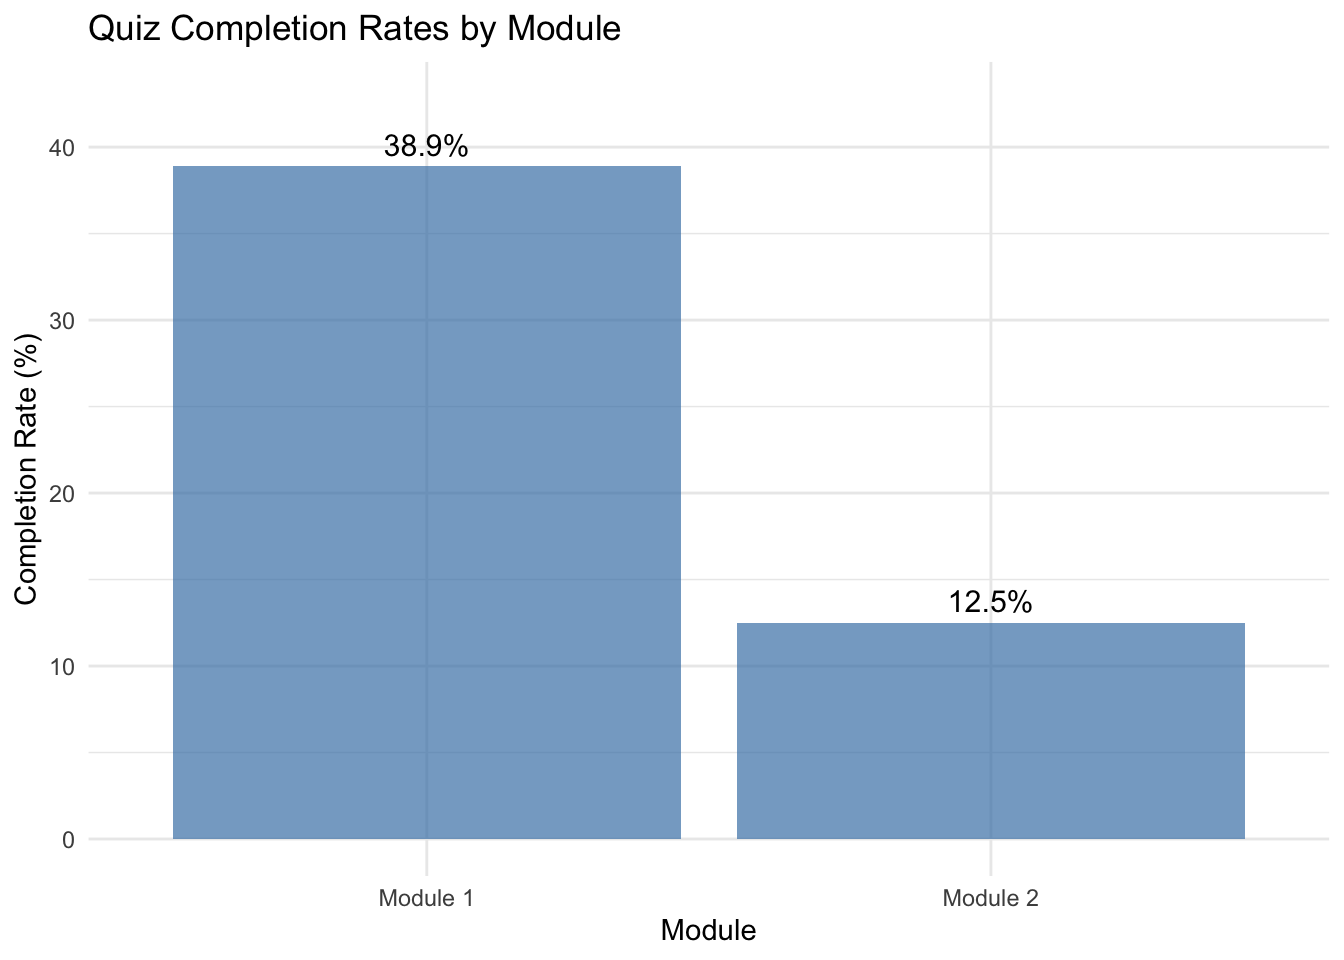 Quiz Completion Rates by Module
Completion Rate (%)
40
30
20
10
0
38.9%
12.5%
Module 1
Module 2
Module